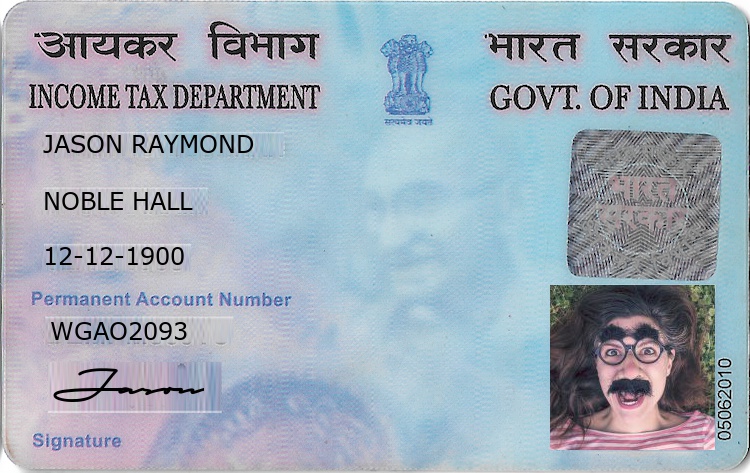 आयकर विभाग
भारत सरकार
INCOME TAX DEPARTMENT
GOVT. OF INDIA
सत्यमेव जयते
JASON RAYMOND
NOBLE HALL
12-12-1900
भारत
सरकार
Permanent Account Number
WGAO2093
Jason
Signature
05062010